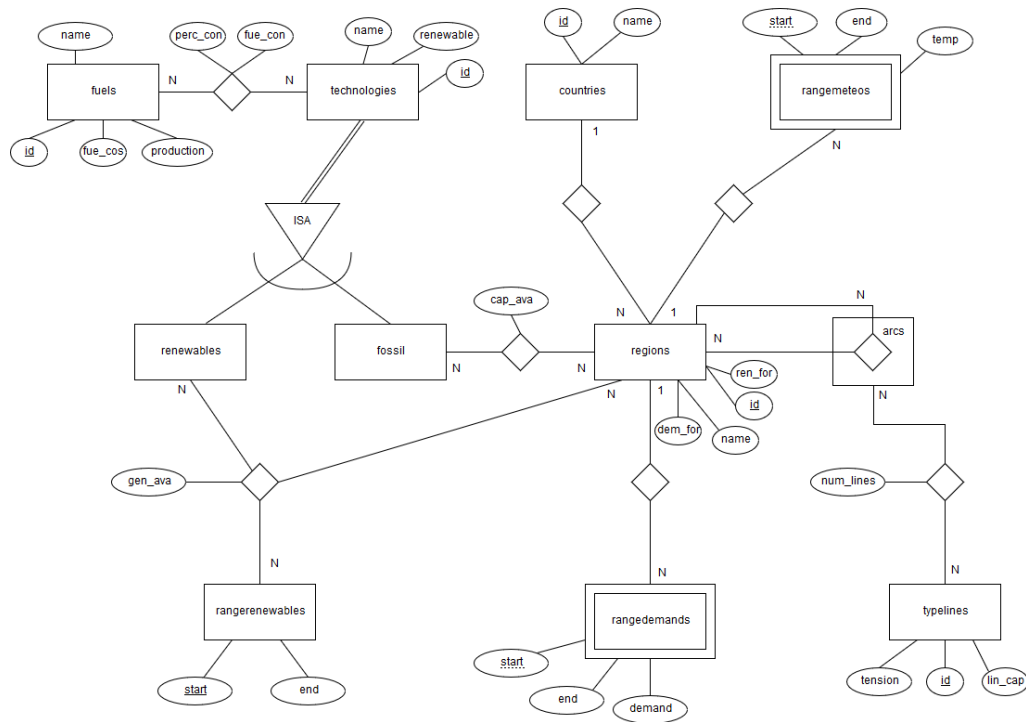 name
perc_con
fue_con
name
renewable
id
id
name
start
end
temp
fuels
N
N
technologies
countries
rangemeteos
id
fue_cos
production
1
N
ISA
cap_ava
N
1
N
arcs
renewables
fossil
regions
N
N
N
N
N
1
N
ren_for
id
dem_for
name
gen_ava
num_lines
N
N
N
rangerenewables
rangedemands
typelines
start
end
start
end
demand
tension
id
lin_cap